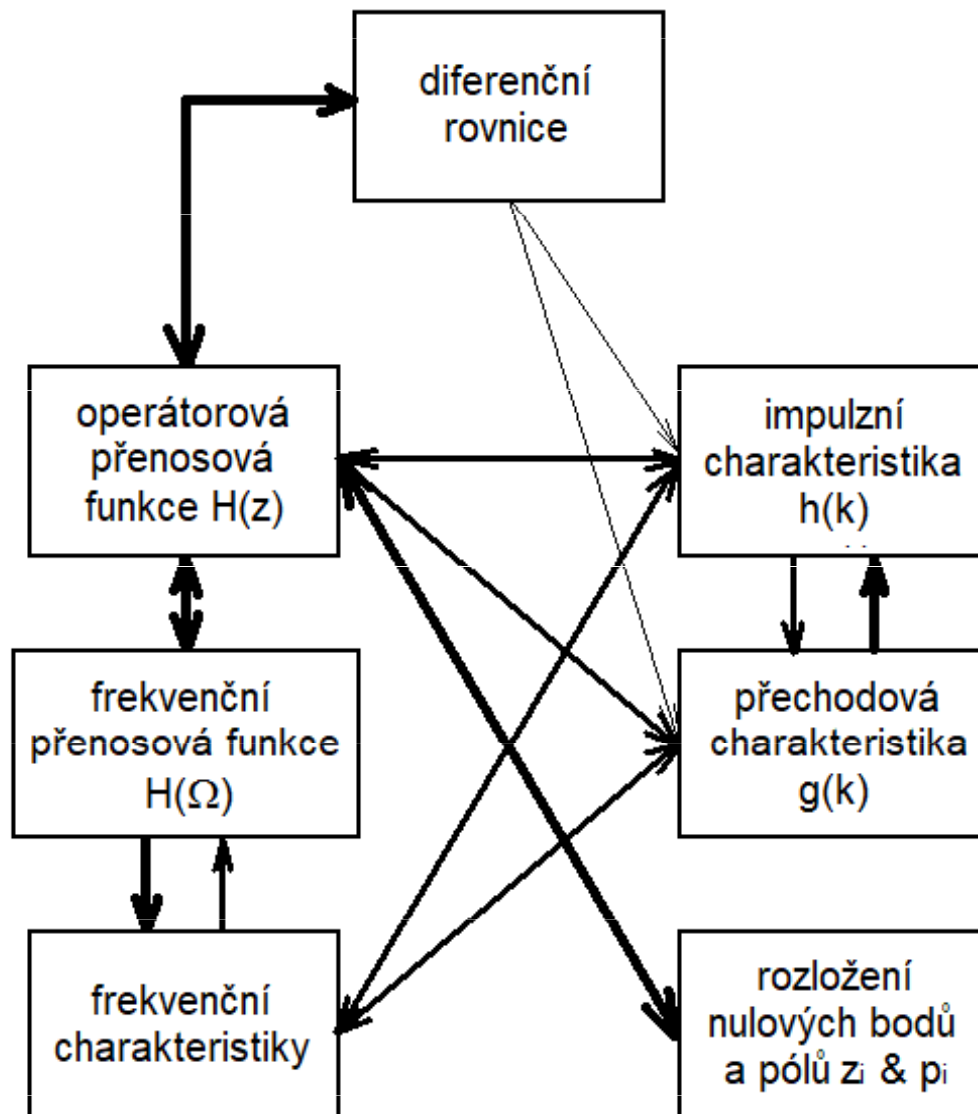 diferenční
rovnice
operátorová
přenosová
funkce H(z)
impulzní
charakteristika
h(k)
frekvenční
přenosová funkce
H(Ω)
přechodová
charakteristika
g(k)
frekvenční
charakteristiky
rozložení
nulových bodů
a pólů zᵢ & pᵢ